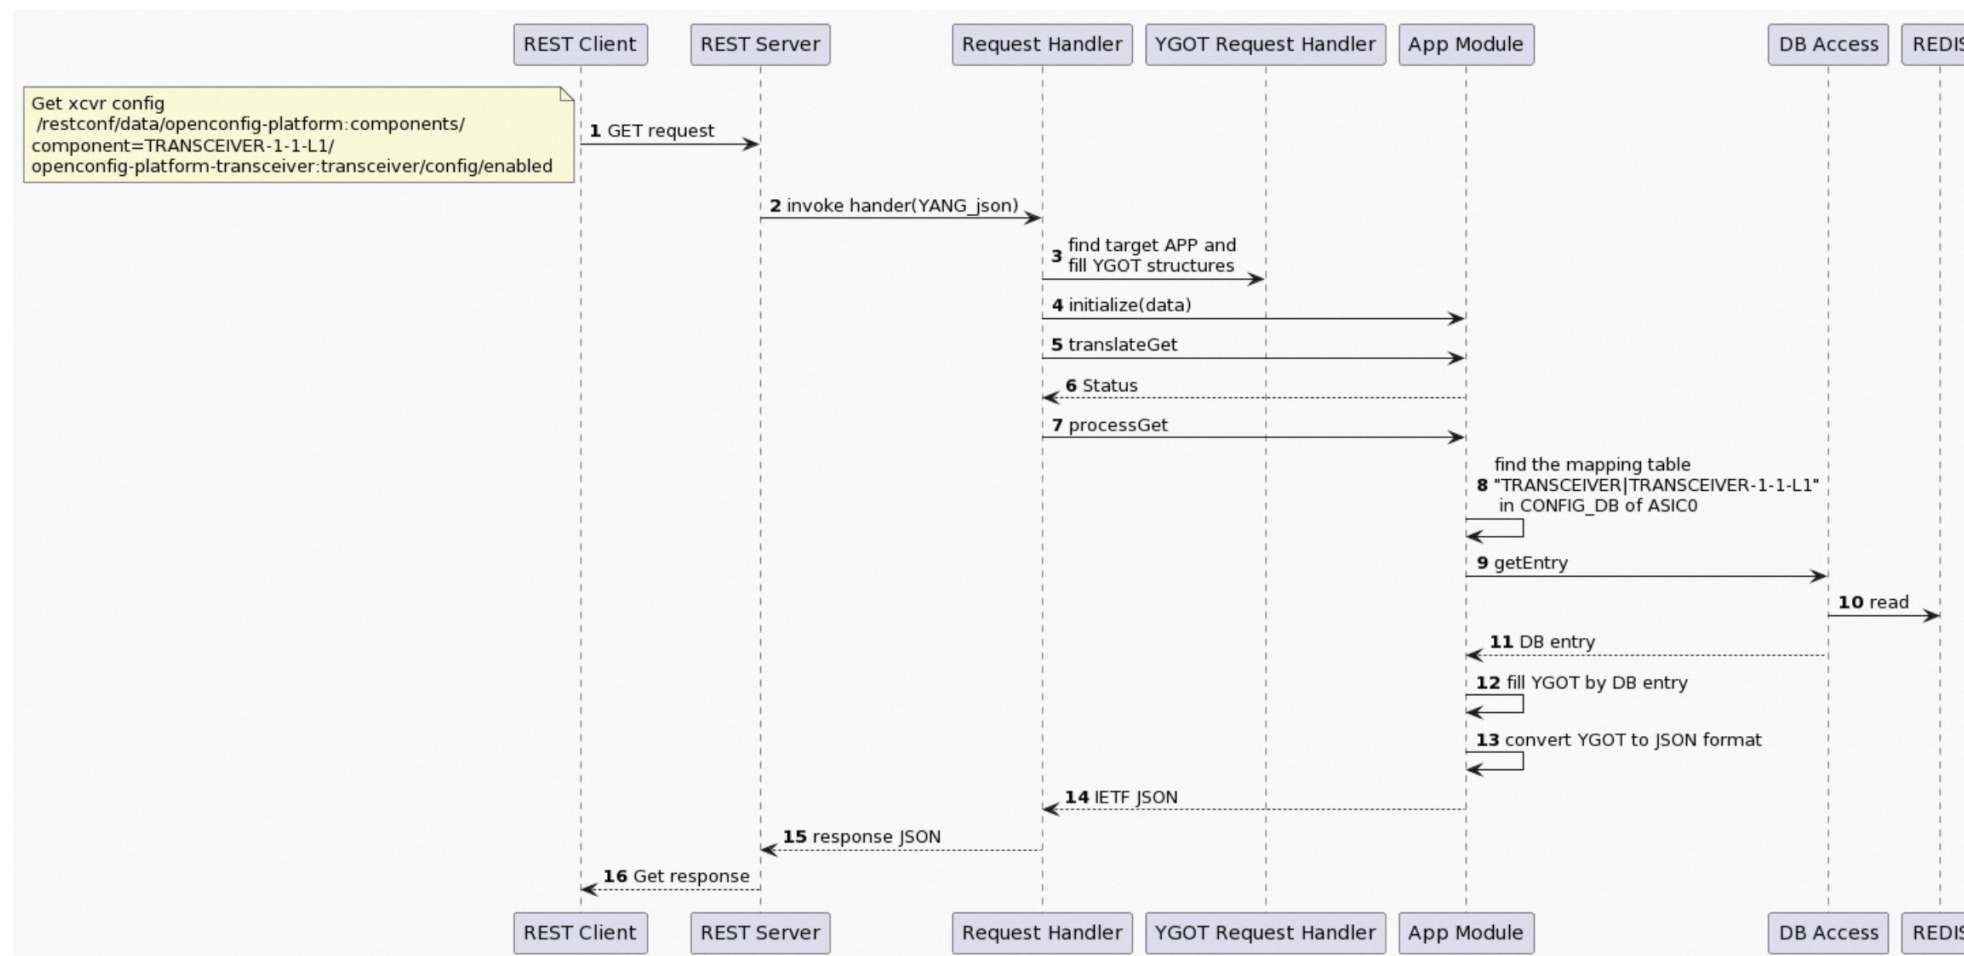 REST Client
REST Server
Request Handler
YGOT Request Handler
App Module
DB Access
REDIS
Get xcvr config
/restconf/data/openconfig-platform:components/
component=TRANSCEIVER-1-1-L1/
openconfig-platform-transceiver:transceiver/config/enabled
1 GET request
2 invoke hander(YANG_json)
3 find target APP and
fill YGOT structures
4 initialize(data)
5 translateGet
6 Status
7 processGet
find the mapping table
8 "TRANSCEIVER|TRANSCEIVER-1-1-L1"
in CONFIG_DB of ASIC0
9 getEntry
10 read
11 DB entry
12 fill YGOT by DB entry
13 convert YGOT to JSON format
14 IETF JSON
15 response JSON
16 Get response
REST Client
REST Server
Request Handler
YGOT Request Handler
App Module
DB Access
REDIS